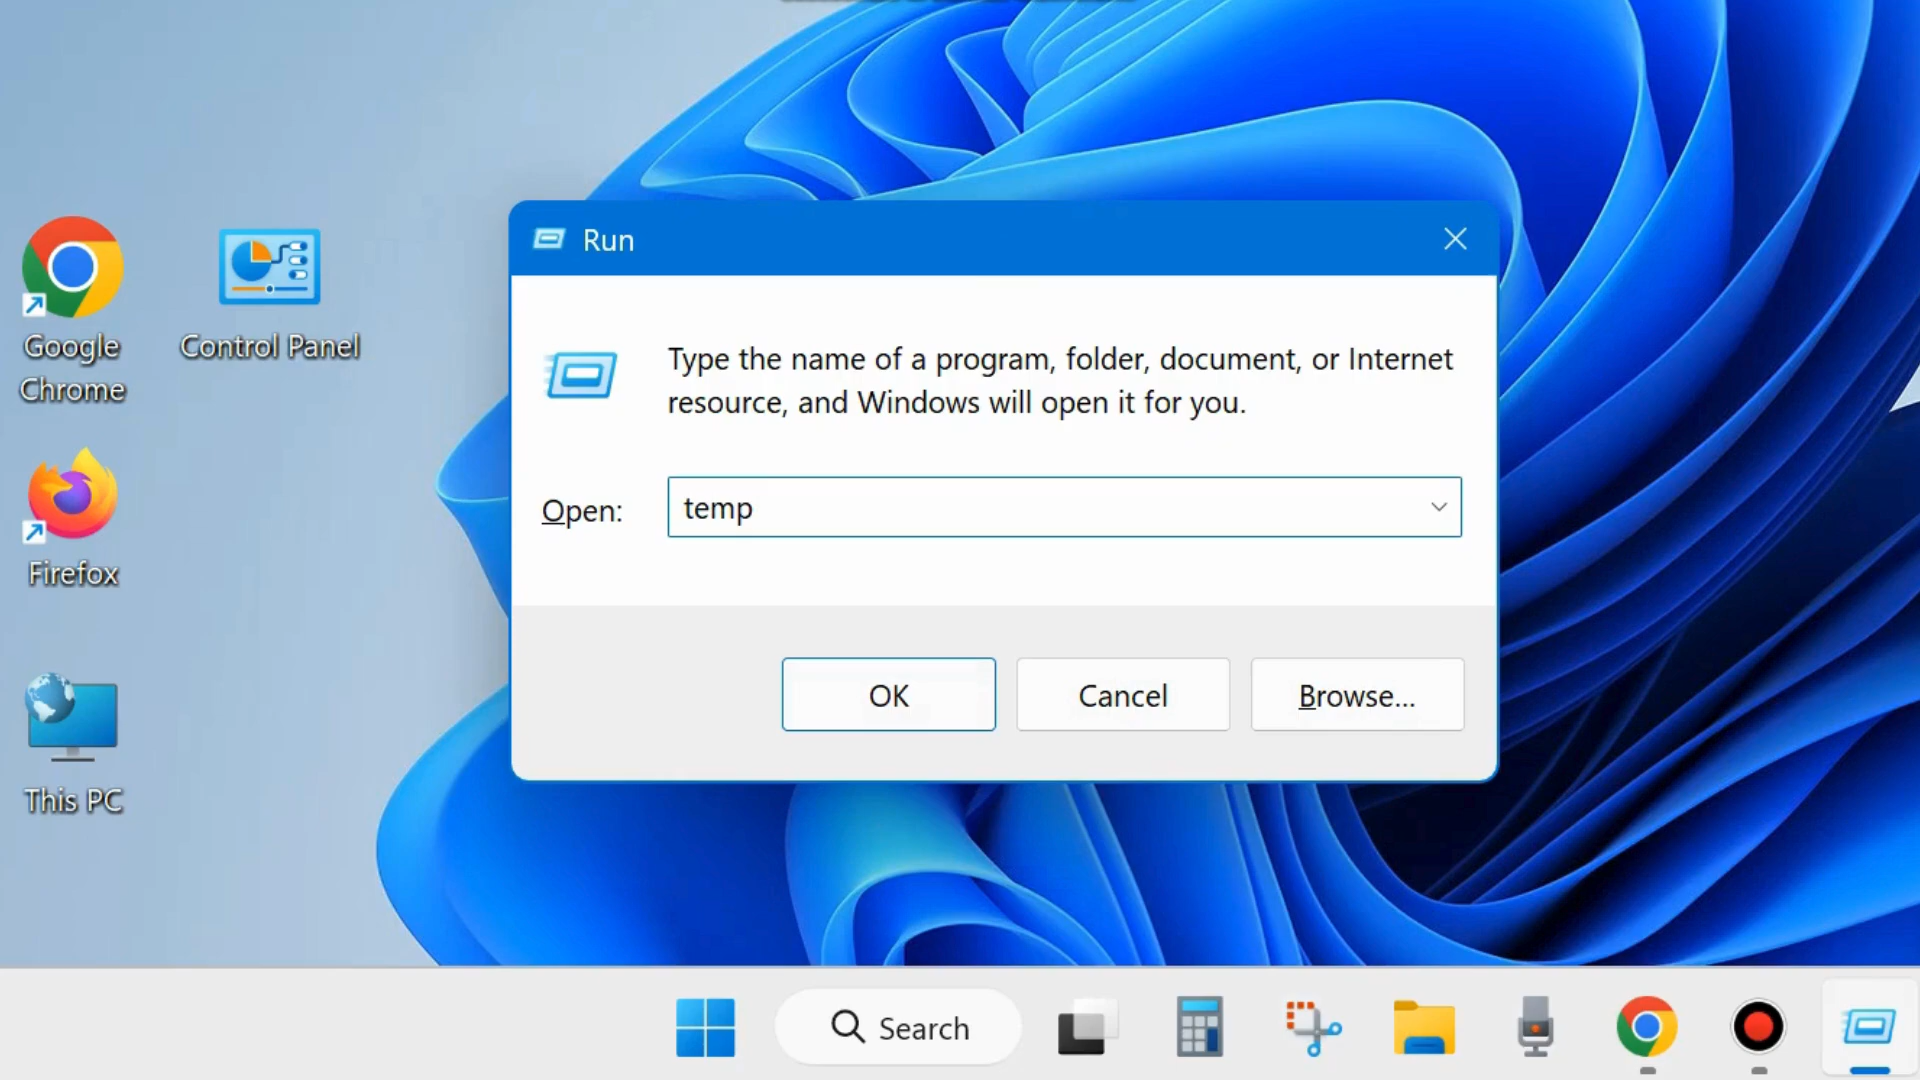 Run
Type the name of a program, folder, document, or Internet
resource, and Windows will open it for you.
Open:
temp
OK
Cancel
Browse...
Google
Chrome
Control Panel
Firefox
This PC
Search